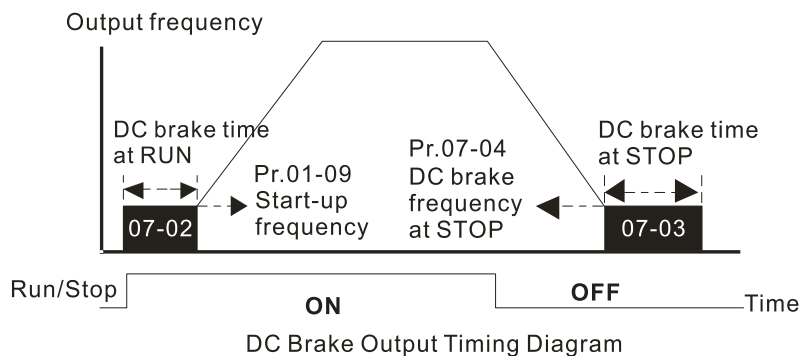 Output frequency
DC brake time
at RUN
Pr.01-09
Start-up
frequency
Pr.07-04
DC brake
frequency
at STOP
DC brake time
at STOP
07-02
07-03
Run/Stop
ON
OFF
Time
DC Brake Output Timing Diagram